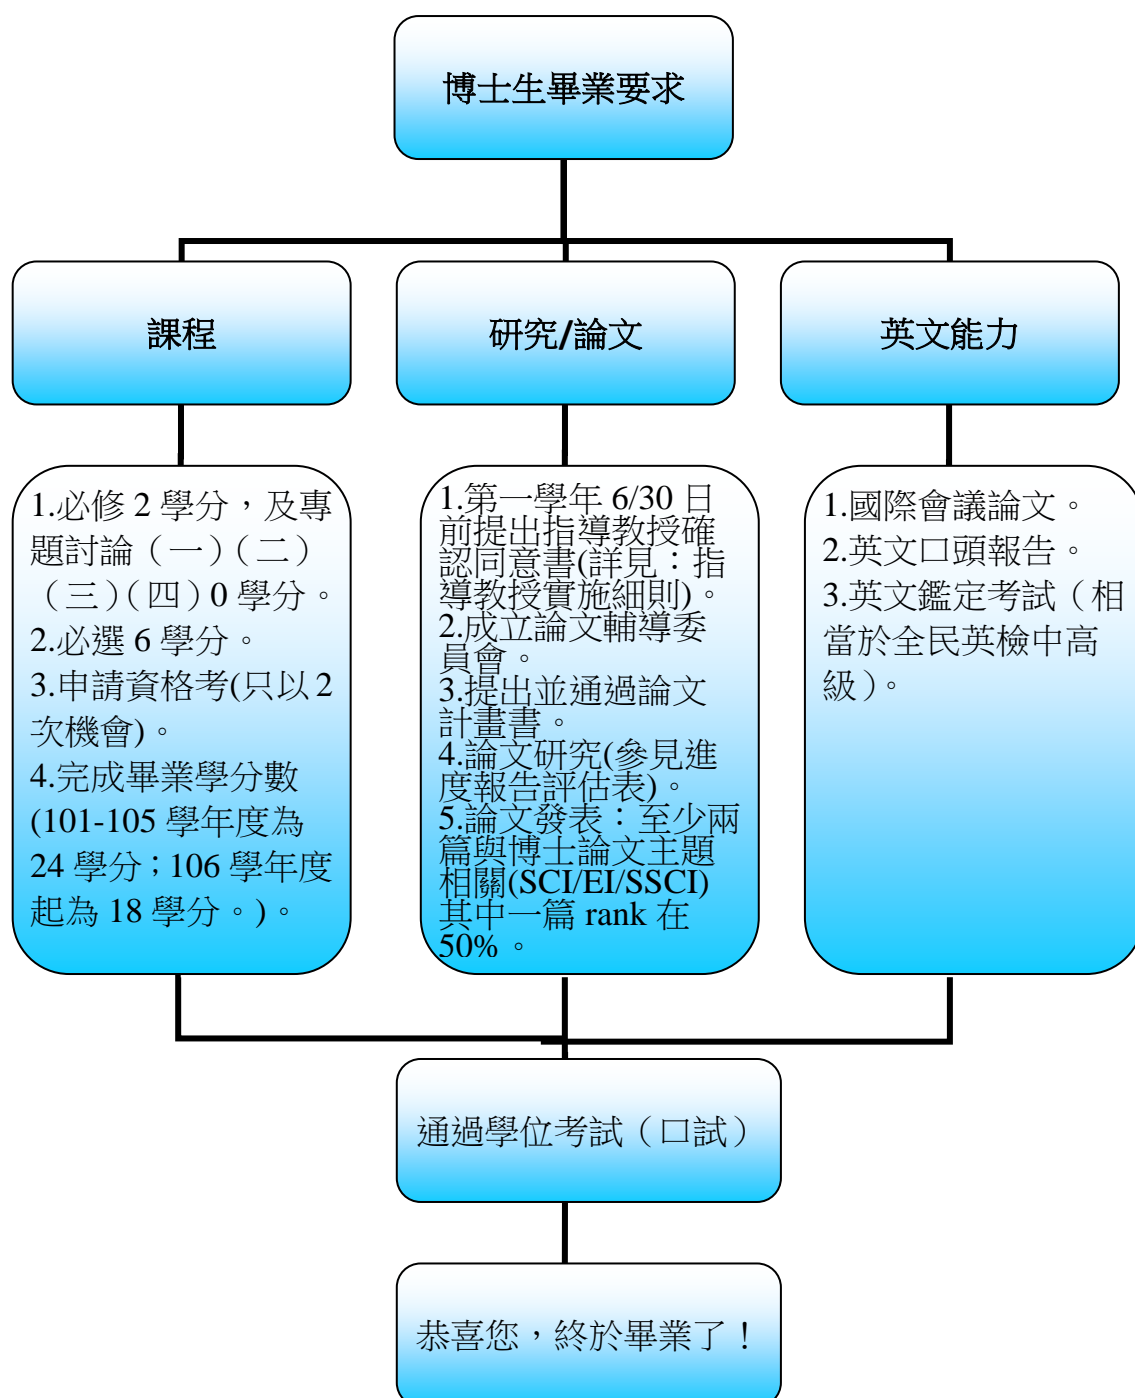 博士生畢業要求
課程
研究/論文
英文能力
1.必修 2 學分，及專
題討論（一）（二）
（三）（四）0 學分。
2.必選 6 學分。
3.申請資格考(只以 2
次機會)。
4.完成畢業學分數
(101-105 學年度為
24 學分；106 學年度
起為 18 學分。)。
1.第一學年 6/30 日
前提出指導教授確
認同意書(詳見：指
導教授實施細則)。
2.成立論文輔導委
員會。
3.提出並通過論文
計畫書。
4.論文研究(參見進
度報告評估表)。
5.論文發表：至少兩
篇與博士論文主題
相關(SCI/EI/SSCI)
其中一篇 rank 在
50%。
1.國際會議論文。
2.英文口頭報告。
3.英文鑑定考試（相
當於全民英檢中高
級）。
通過學位考試（口試）
恭喜您，終於畢業了！